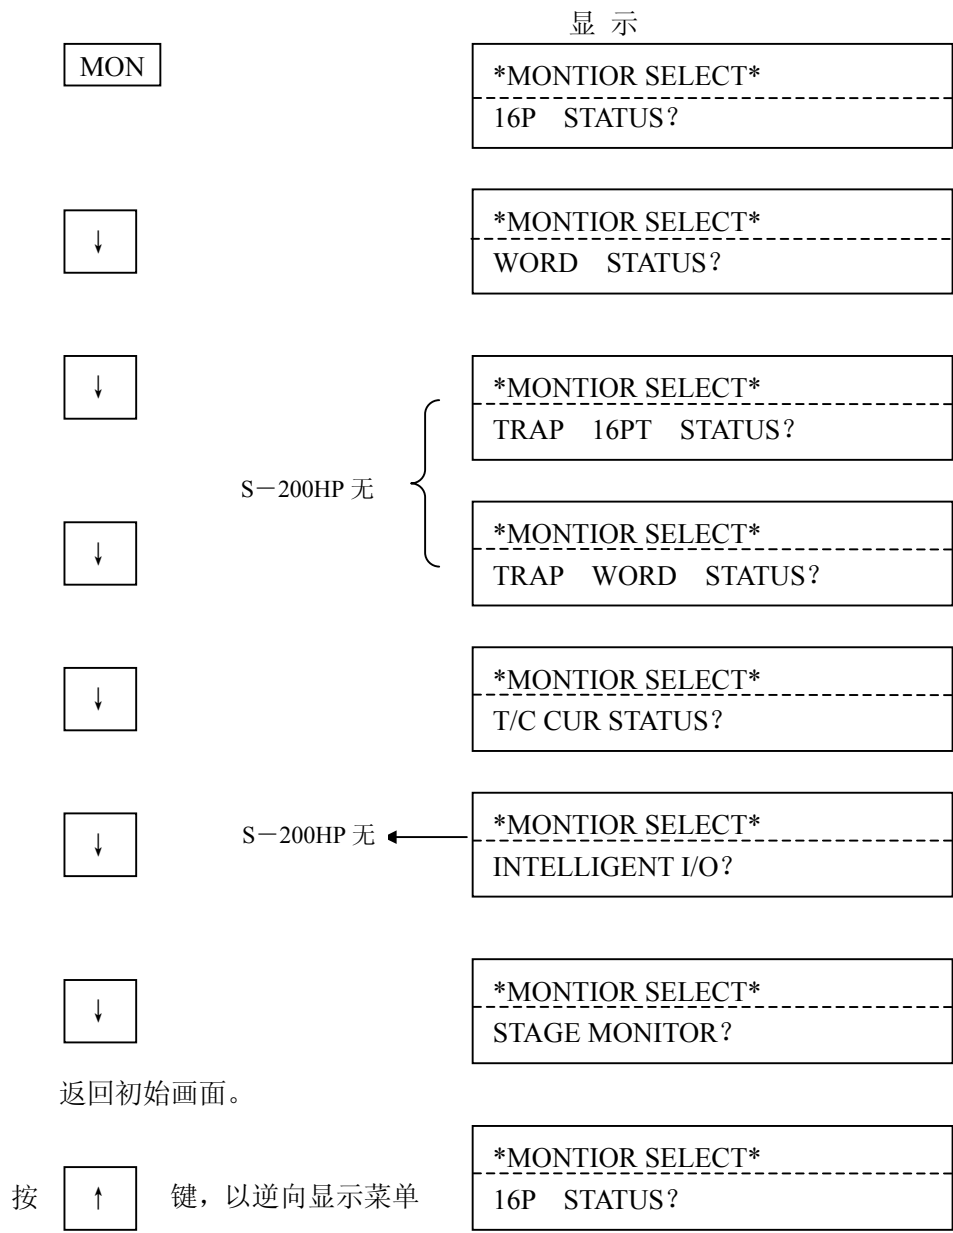 显 示
MON
*MONTIOR SELECT*
16P STATUS?
↓
*MONTIOR SELECT*
WORD STATUS?
↓
*MONTIOR SELECT*
TRAP 16PT STATUS?
S－200HP 无
↓
*MONTIOR SELECT*
TRAP WORD STATUS?
↓
*MONTIOR SELECT*
T/C CUR STATUS?
↓
S－200HP 无
*MONTIOR SELECT*
INTELLIGENT I/O?
↓
*MONTIOR SELECT*
STAGE MONITOR?
返回初始画面。
*MONTIOR SELECT*
16P STATUS?
按 ↑ 键，以逆向显示菜单